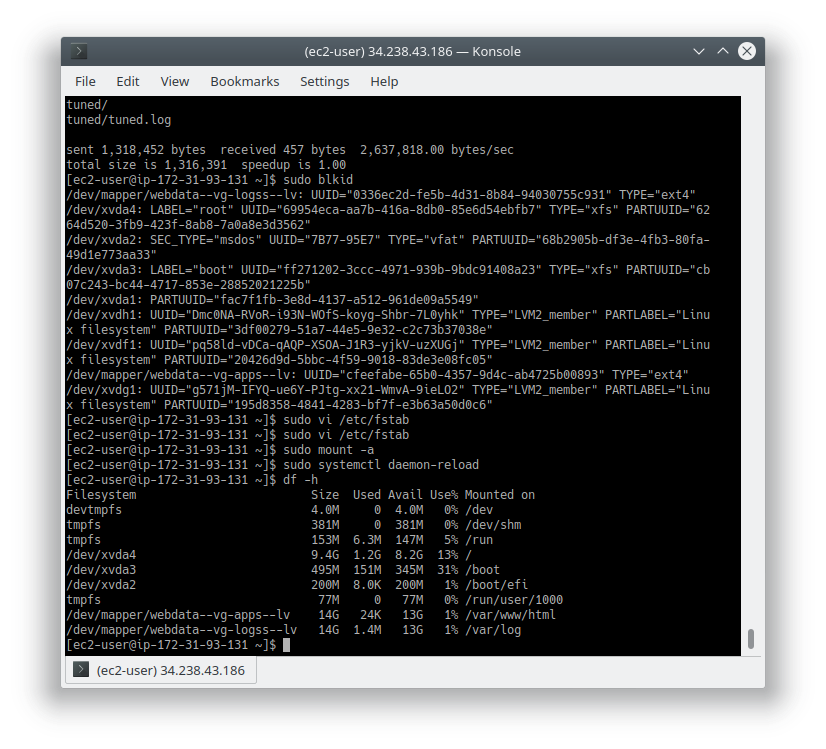 (ec2-user) 34.238.43.186 — Konsole
File Edit View Bookmarks Settings Help
tuned/
tuned/tuned.log
sent 1,318,452 bytes  received 457 bytes  2,637,818.00 bytes/sec
total size is 1,316,391  speedup is 1.00
[ec2-user@ip-172-31-93-131 ~]$ sudo blkid
/dev/mapper/webdata--vg-logss--lv: UUID="0336ec2d-fe5b-4d31-8b84-94030755c931" TYPE="ext4"
/dev/xvda4: LABEL="root" UUID="69954eca-aa7b-416a-8db0-85e6d54ebfb7" TYPE="xfs" PARTUUID="62
64d520-3fb9-423f-8ab8-7a0a8e3d3562"
/dev/xvda2: SEC_TYPE="msdos" UUID="7B77-95E7" TYPE="vfat" PARTUUID="68b2905b-df3e-4fb3-80fa-
49d1e773aa33"
/dev/xvda3: LABEL="boot" UUID="ff271202-3ccc-4971-939b-9bdc91408a23" TYPE="xfs" PARTUUID="cb
07c243-bc44-4717-853e-28852021225b"
/dev/xvda1: PARTUUID="fac7f1fb-3e8d-4137-a512-961de09a5549"
/dev/xvdh1: UUID="Dmc0NA-RVoR-i93N-WOfS-koyg-Shbr-7L0yhk" TYPE="LVM2_member" PARTLABEL="Linu
x filesystem" PARTUUID="3df00279-51a7-44e5-9e32-c2c73b37038e"
/dev/xvdf1: UUID="pq58ld-vDCa-qAQP-XSOA-J1R3-yjkV-uzXUGj" TYPE="LVM2_member" PARTLABEL="Linu
x filesystem" PARTUUID="20426d9d-5bbc-4f59-9018-83de3e08fc05"
/dev/mapper/webdata--vg-apps--lv: UUID="cfeefabe-65b0-4357-9d4c-ab4725b00893" TYPE="ext4"
/dev/xvdg1: UUID="g571jM-IFYQ-ue6Y-PJtg-xx21-WmvA-9ieLO2" TYPE="LVM2_member" PARTLABEL="Linu
x filesystem" PARTUUID="195d8358-4841-4283-bf7f-e3b63a50d0c6"
[ec2-user@ip-172-31-93-131 ~]$ sudo vi /etc/fstab
[ec2-user@ip-172-31-93-131 ~]$ sudo vi /etc/fstab
[ec2-user@ip-172-31-93-131 ~]$ sudo mount -a
[ec2-user@ip-172-31-93-131 ~]$ sudo systemctl daemon-reload
[ec2-user@ip-172-31-93-131 ~]$ df -h
Filesystem                         Size  Used Avail Use% Mounted on
devtmpfs                           4.0M     0  4.0M   0% /dev
tmpfs                              381M     0  381M   0% /dev/shm
tmpfs                              153M  6.3M  147M   5% /run
/dev/xvda4                         9.4G  1.2G  8.2G  13% /
/dev/xvda3                         495M  151M  345M  31% /boot
/dev/xvda2                         200M  8.0K  200M   1% /boot/efi
tmpfs                               77M     0   77M   0% /run/user/1000
/dev/mapper/webdata--vg-apps--lv    14G   24K   13G   1% /var/www/html
/dev/mapper/webdata--vg-logss--lv   14G  1.4M   13G   1% /var/log
[ec2-user@ip-172-31-93-131 ~]$
(ec2-user) 34.238.43.186